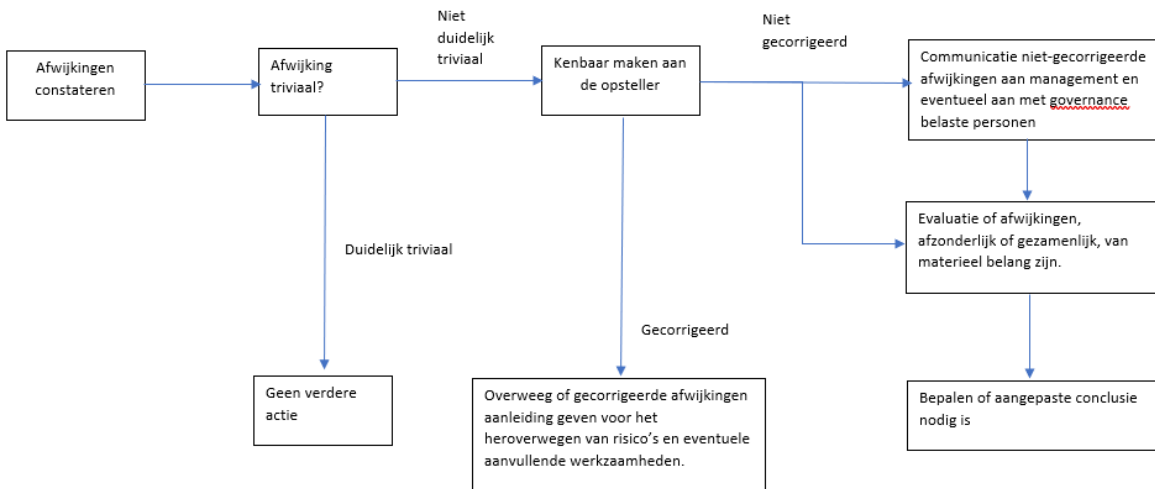 Afwijkingen
constateren
Afwijking
triviaal?
Niet
duidelijk
triviaal
Kenbaar maken aan
de opsteller
Niet
gecorrigeerd
Communicatie niet-gecorrigeerde
afwijkingen aan management en
eventueel aan met governance
belaste personen
Evaluatie of afwijkingen,
afzonderlijk of gezamenlijk, van
materieel belang zijn.
Duidelijk triviaal
Gecorrigeerd
Geen verdere
actie
Overweeg of gecorrigeerde afwijkingen
aanleiding geven voor het
heroverwegen van risico's en eventuele
aanvullende werkzaamheden.
Bepalen of aangepaste conclusie
nodig is